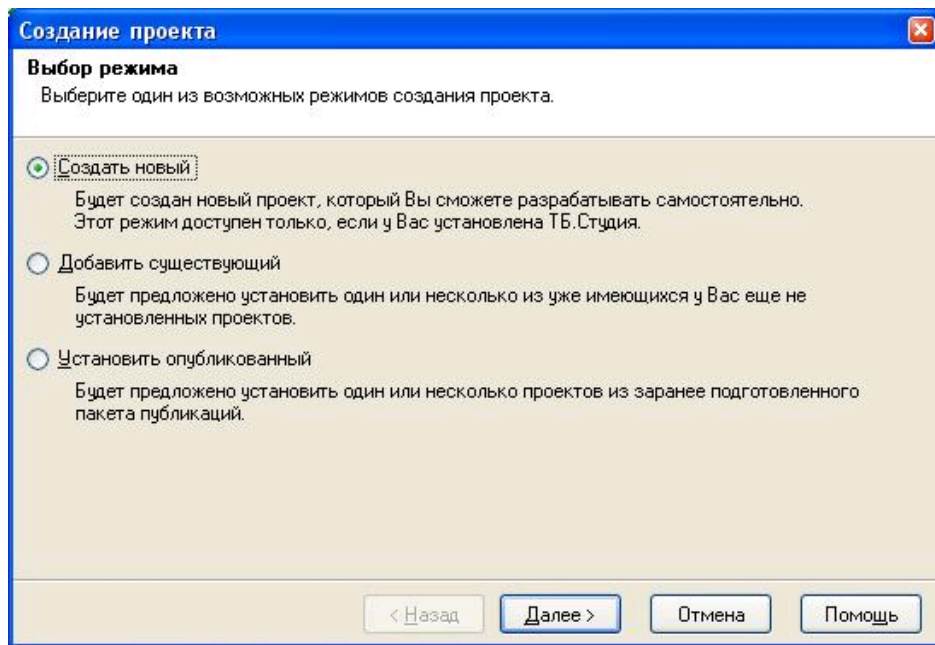 Создание проекта
Выбор режима
Выберите один из возможных режимов создания проекта.
Создать новый
Будет создан новый проект, который Вы сможете разрабатывать самостоятельно.
Этот режим доступен только, если у Вас установлена ТБ.Студия.
Добавить существующий
Будет предложено установить один или несколько из уже имеющихся у Вас еще не
установленных проектов.
Установить опубликованный
Будет предложено установить один или несколько проектов из заранее подготовленного
пакета публикаций.
< Назад Далее > Отмена Помощь